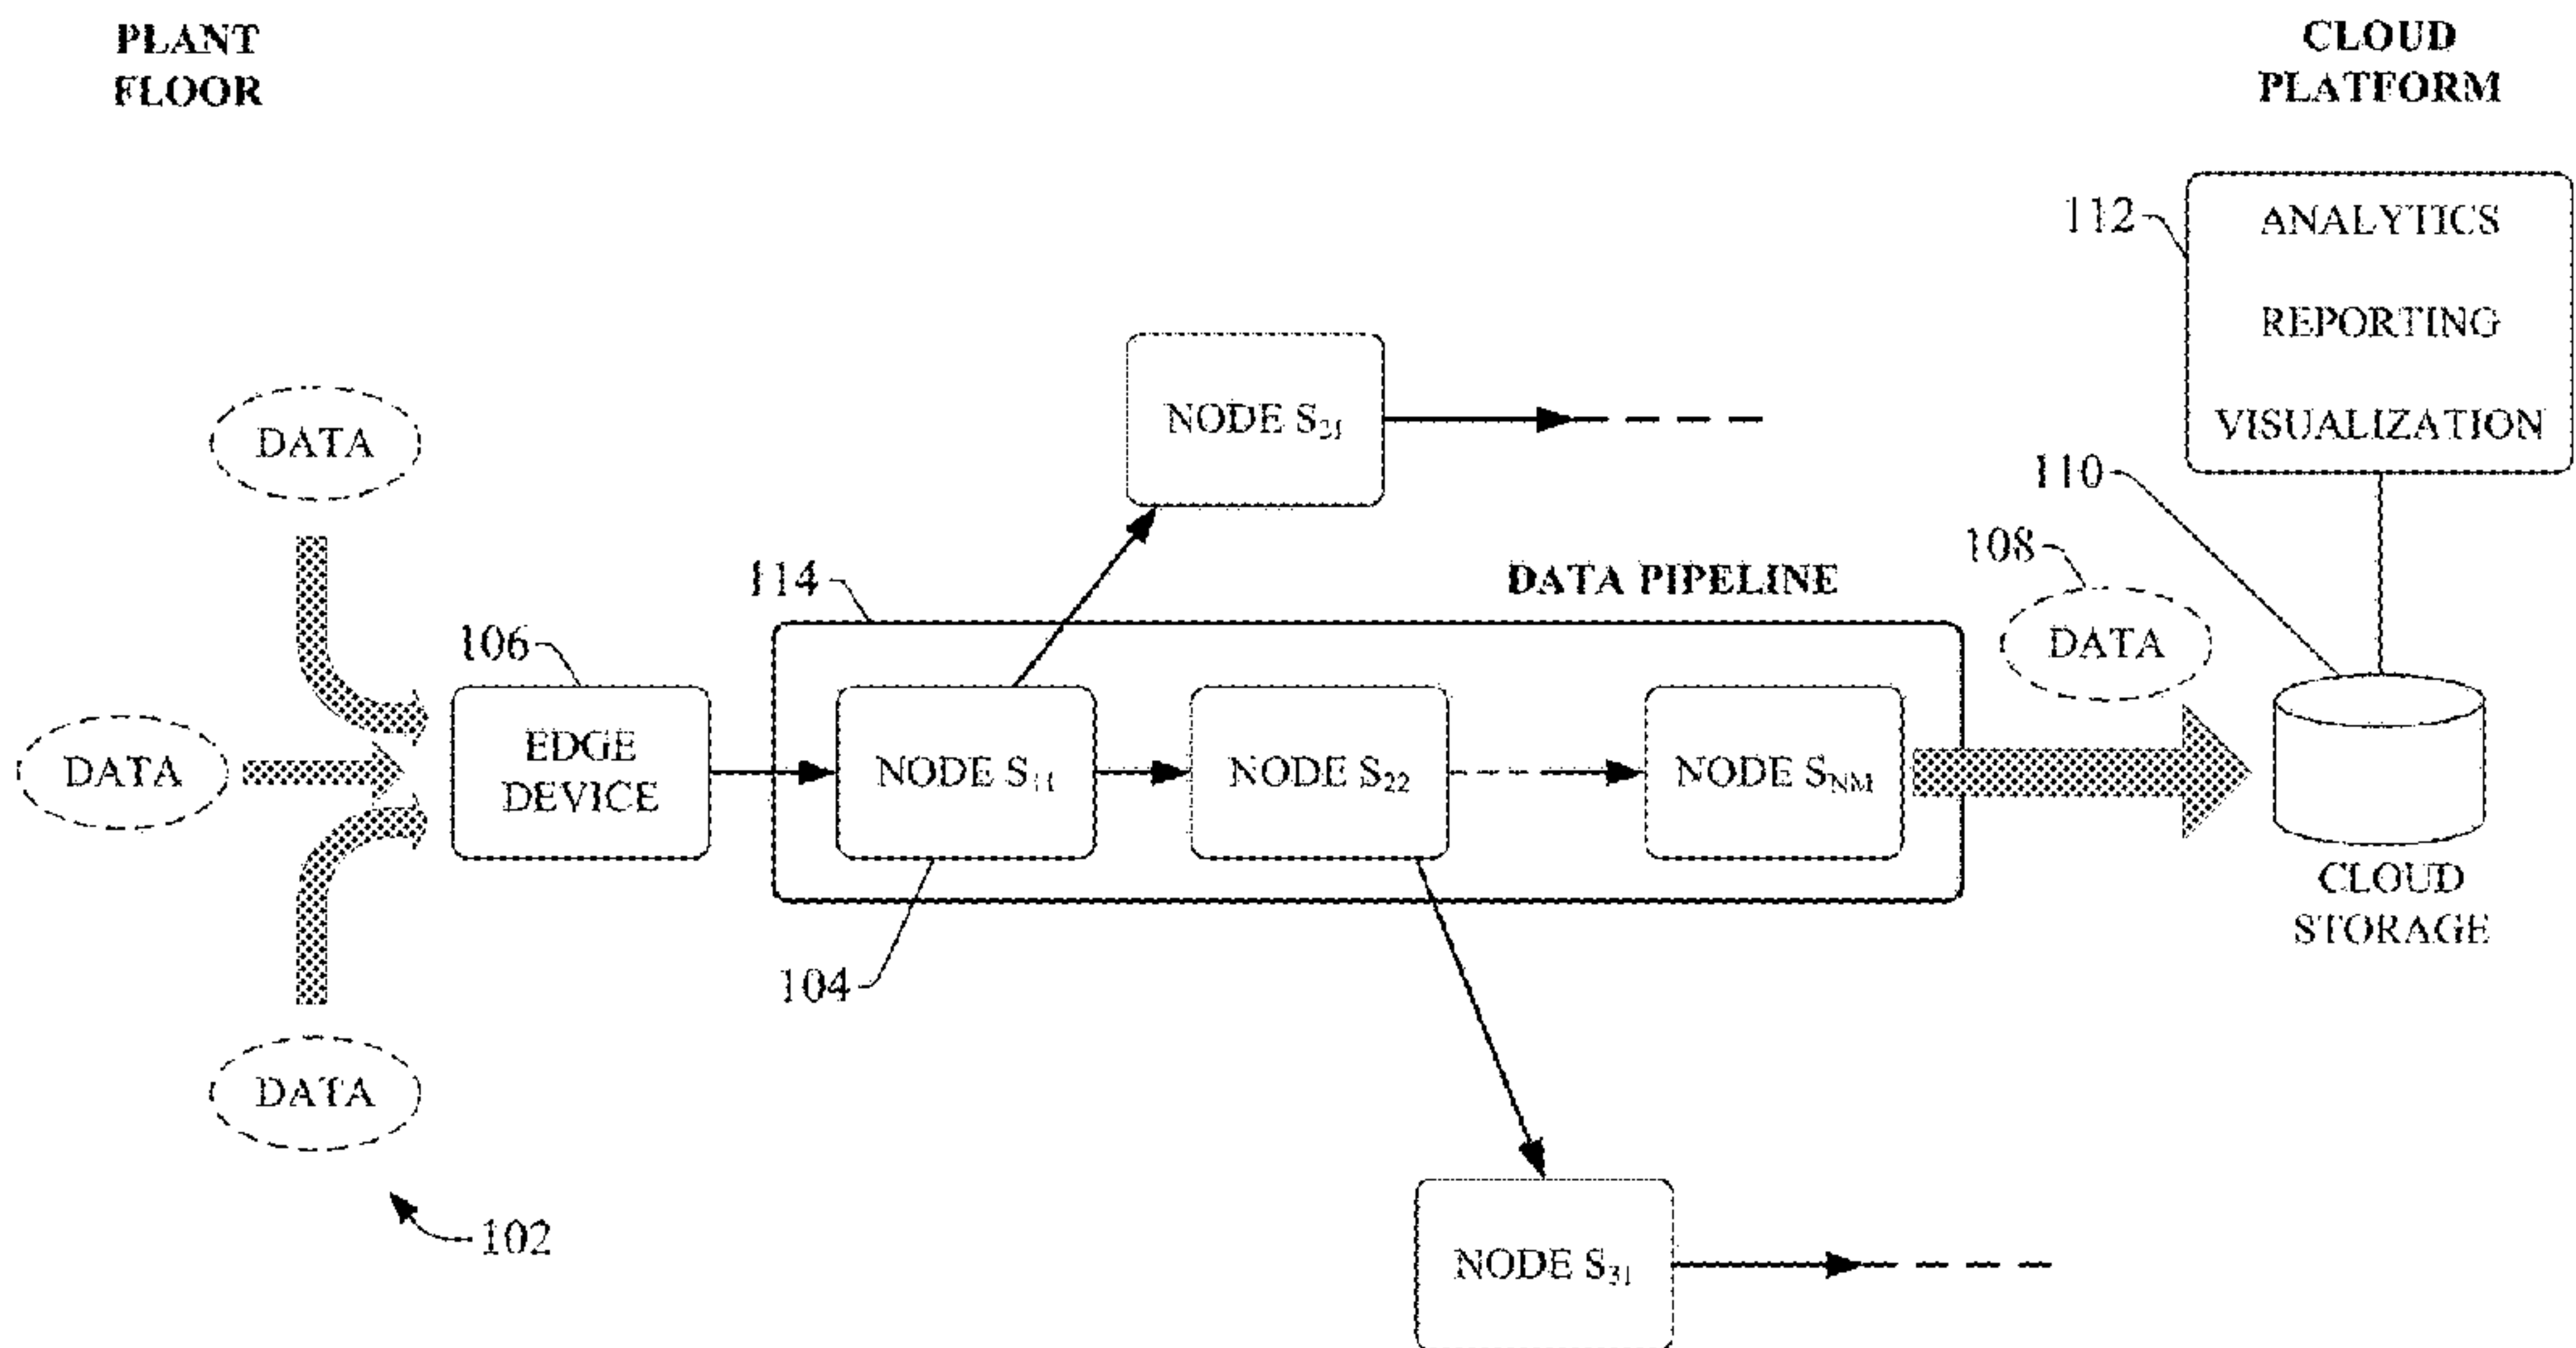 PLANT
FLOOR
CLOUD
PLATFORM
112
ANALYTICS
REPORTING
VISUALIZATION
NODE S₂₁
DATA
110
108
114
DATA PIPELINE
106
DATA
DATA
EDGE
DEVICE
NODE S₁₁
NODE S₂₂
NODE S_NM
CLOUD
STORAGE
104
DATA
102
NODE S₃₁